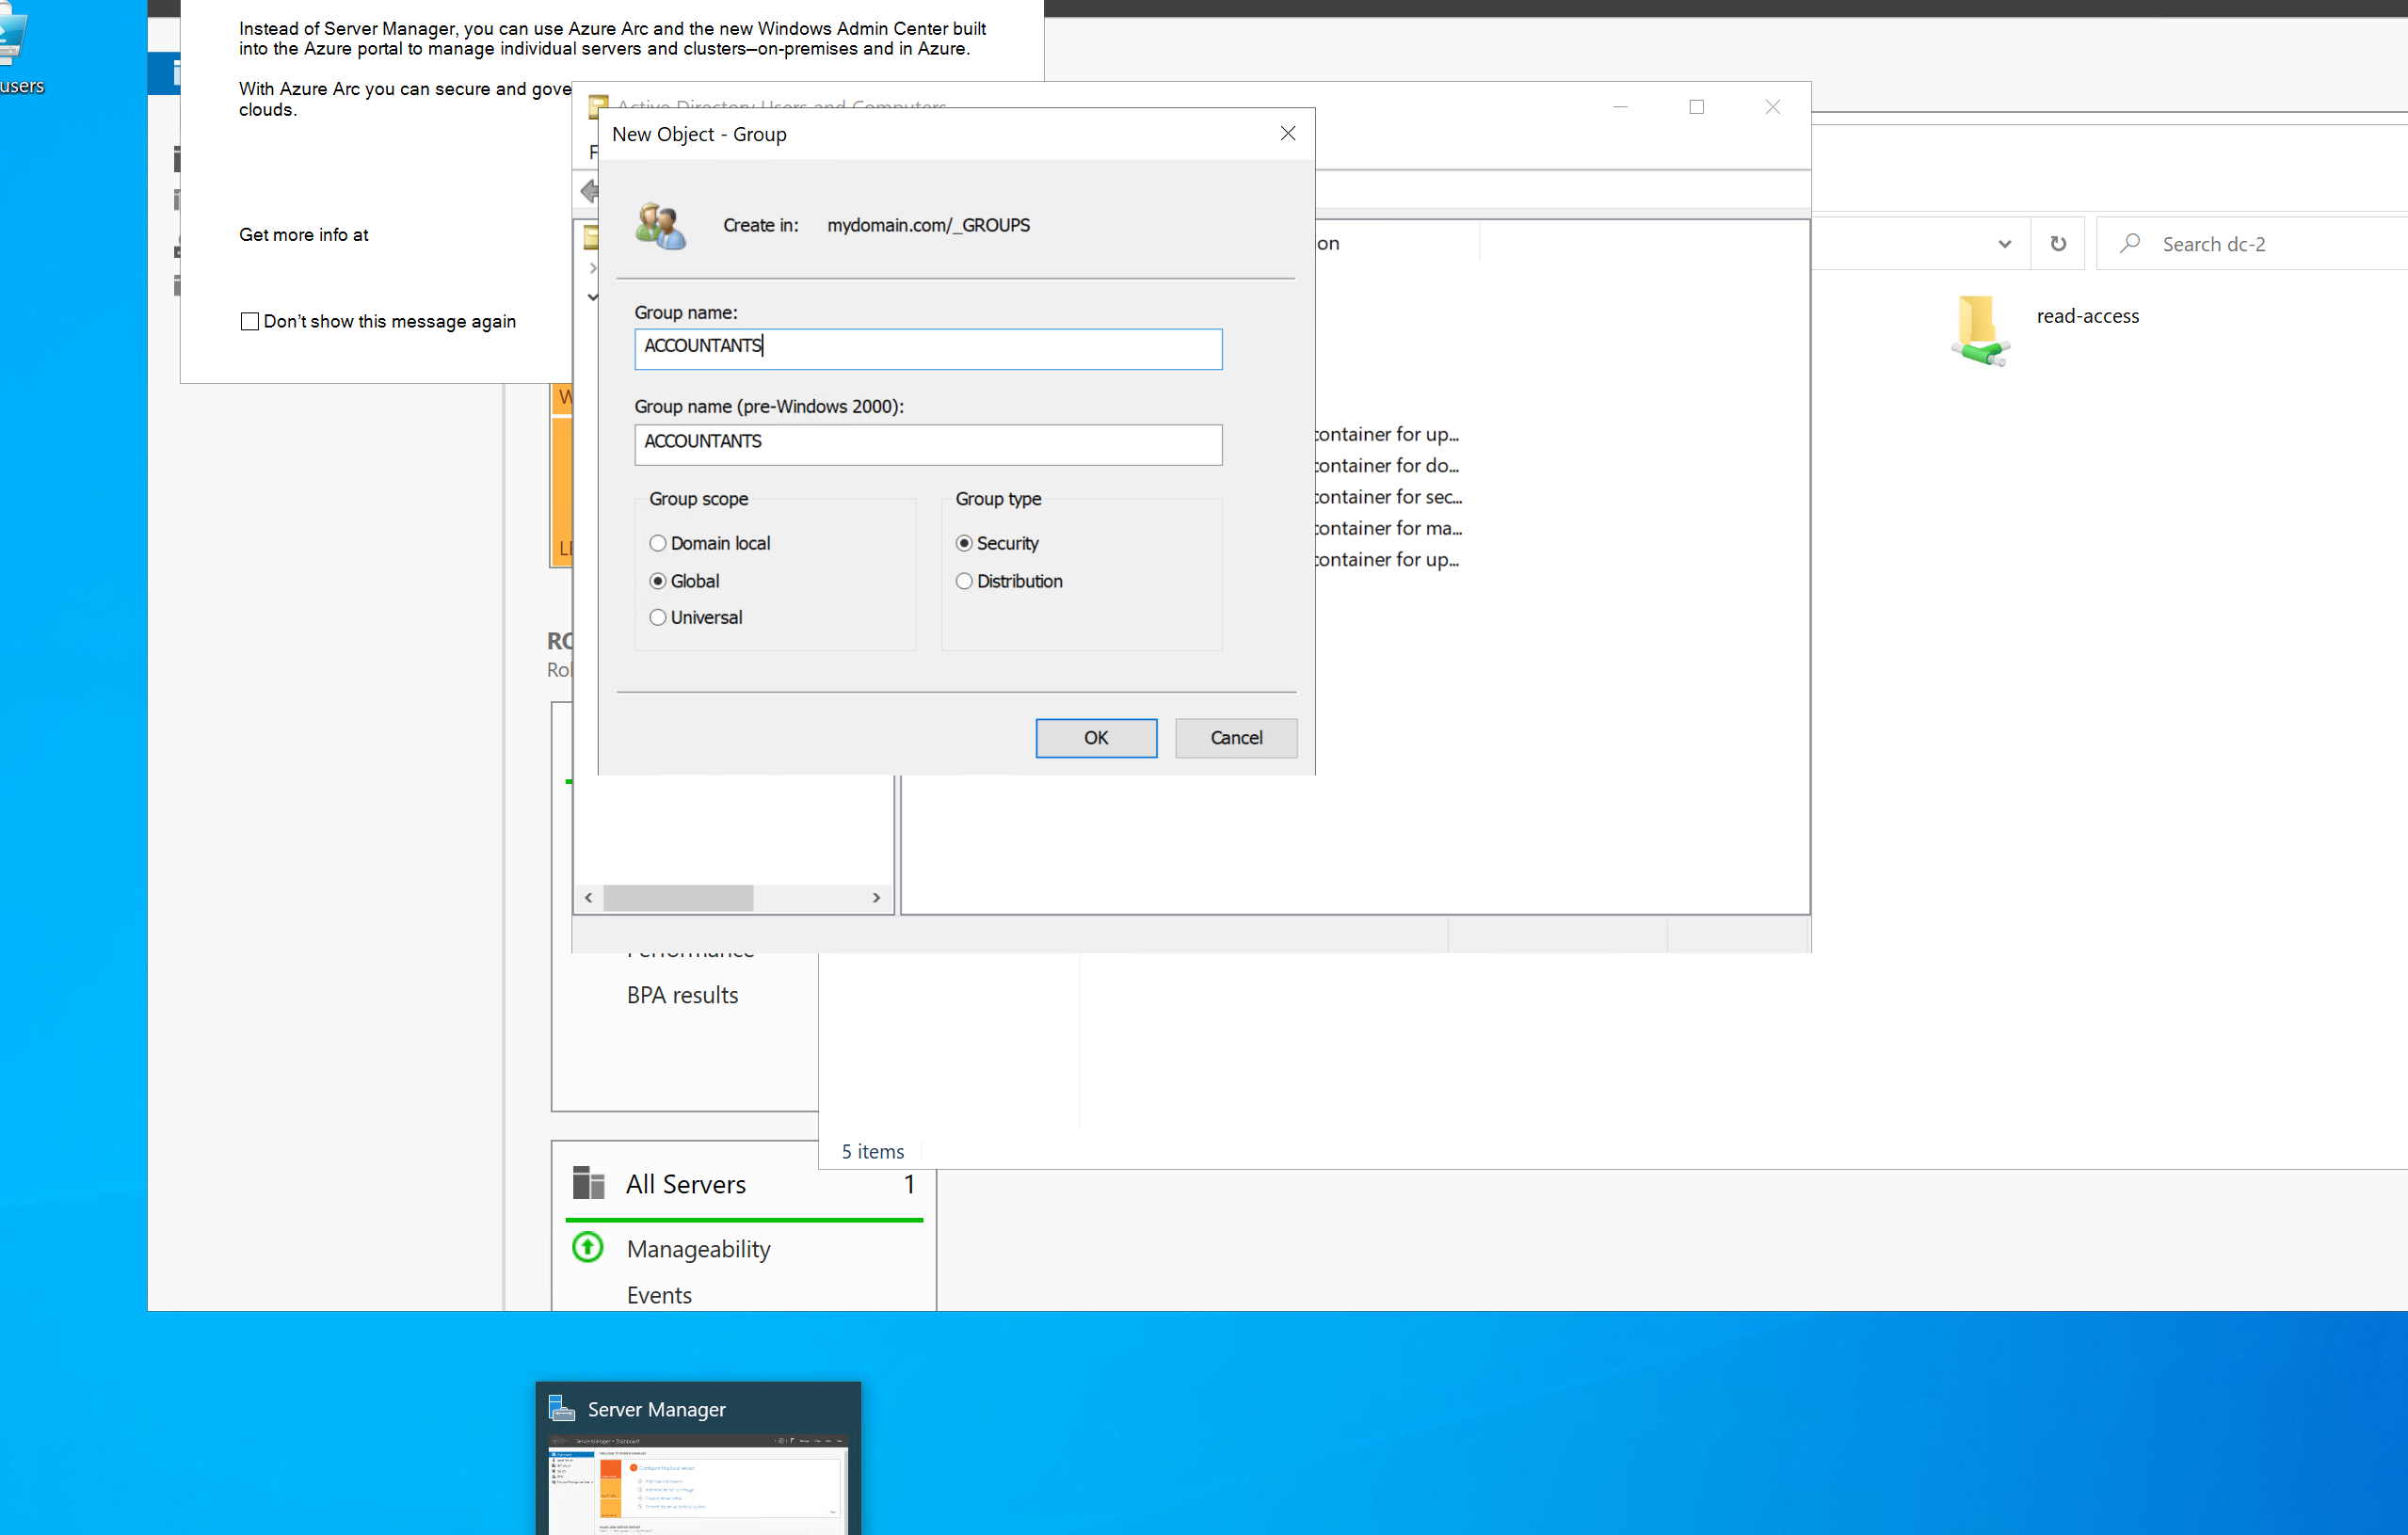 Instead of Server Manager, you can use Azure Arc and the new Windows Admin Center built
into the Azure portal to manage individual servers and clusters—on-premises and in Azure.
users
With Azure Arc you can secure and gove
clouds.
Active Directory Users and Computers
New Object - Group
F
Create in: mydomain.com/_GROUPS
Get more info at
on
Search dc-2
Group name:
ACCOUNTANTS
Don't show this message again
read-access
W
Group name (pre-Windows 2000):
ACCOUNTANTS
container for up...
container for do...
container for sec...
container for ma...
container for up...
Group scope
Group type
Domain local
Security
Global
Distribution
Universal
OK
Cancel
Performance
BPA results
5 items
All Servers 1
Manageability
Events
Server Manager